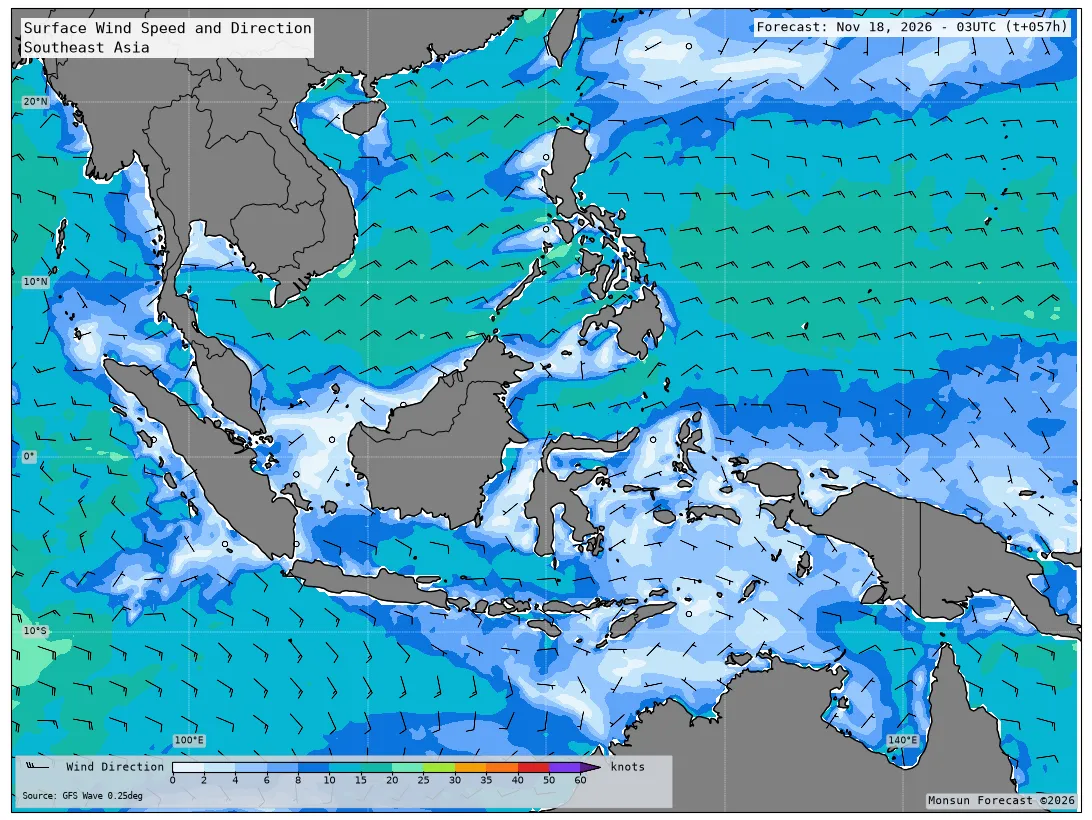 Surface Wind Speed and Direction
Southeast Asia
Forecast: Nov 18, 2026 - 03UTC (t+057h)
20°N
10°N
0°
10°S
100°E
140°E
Wind Direction
0 2 4 6 8 10 15 20 25 30 35 40 50 60
knots
Source: GFS Wave 0.25deg
Monsun Forecast ©2026